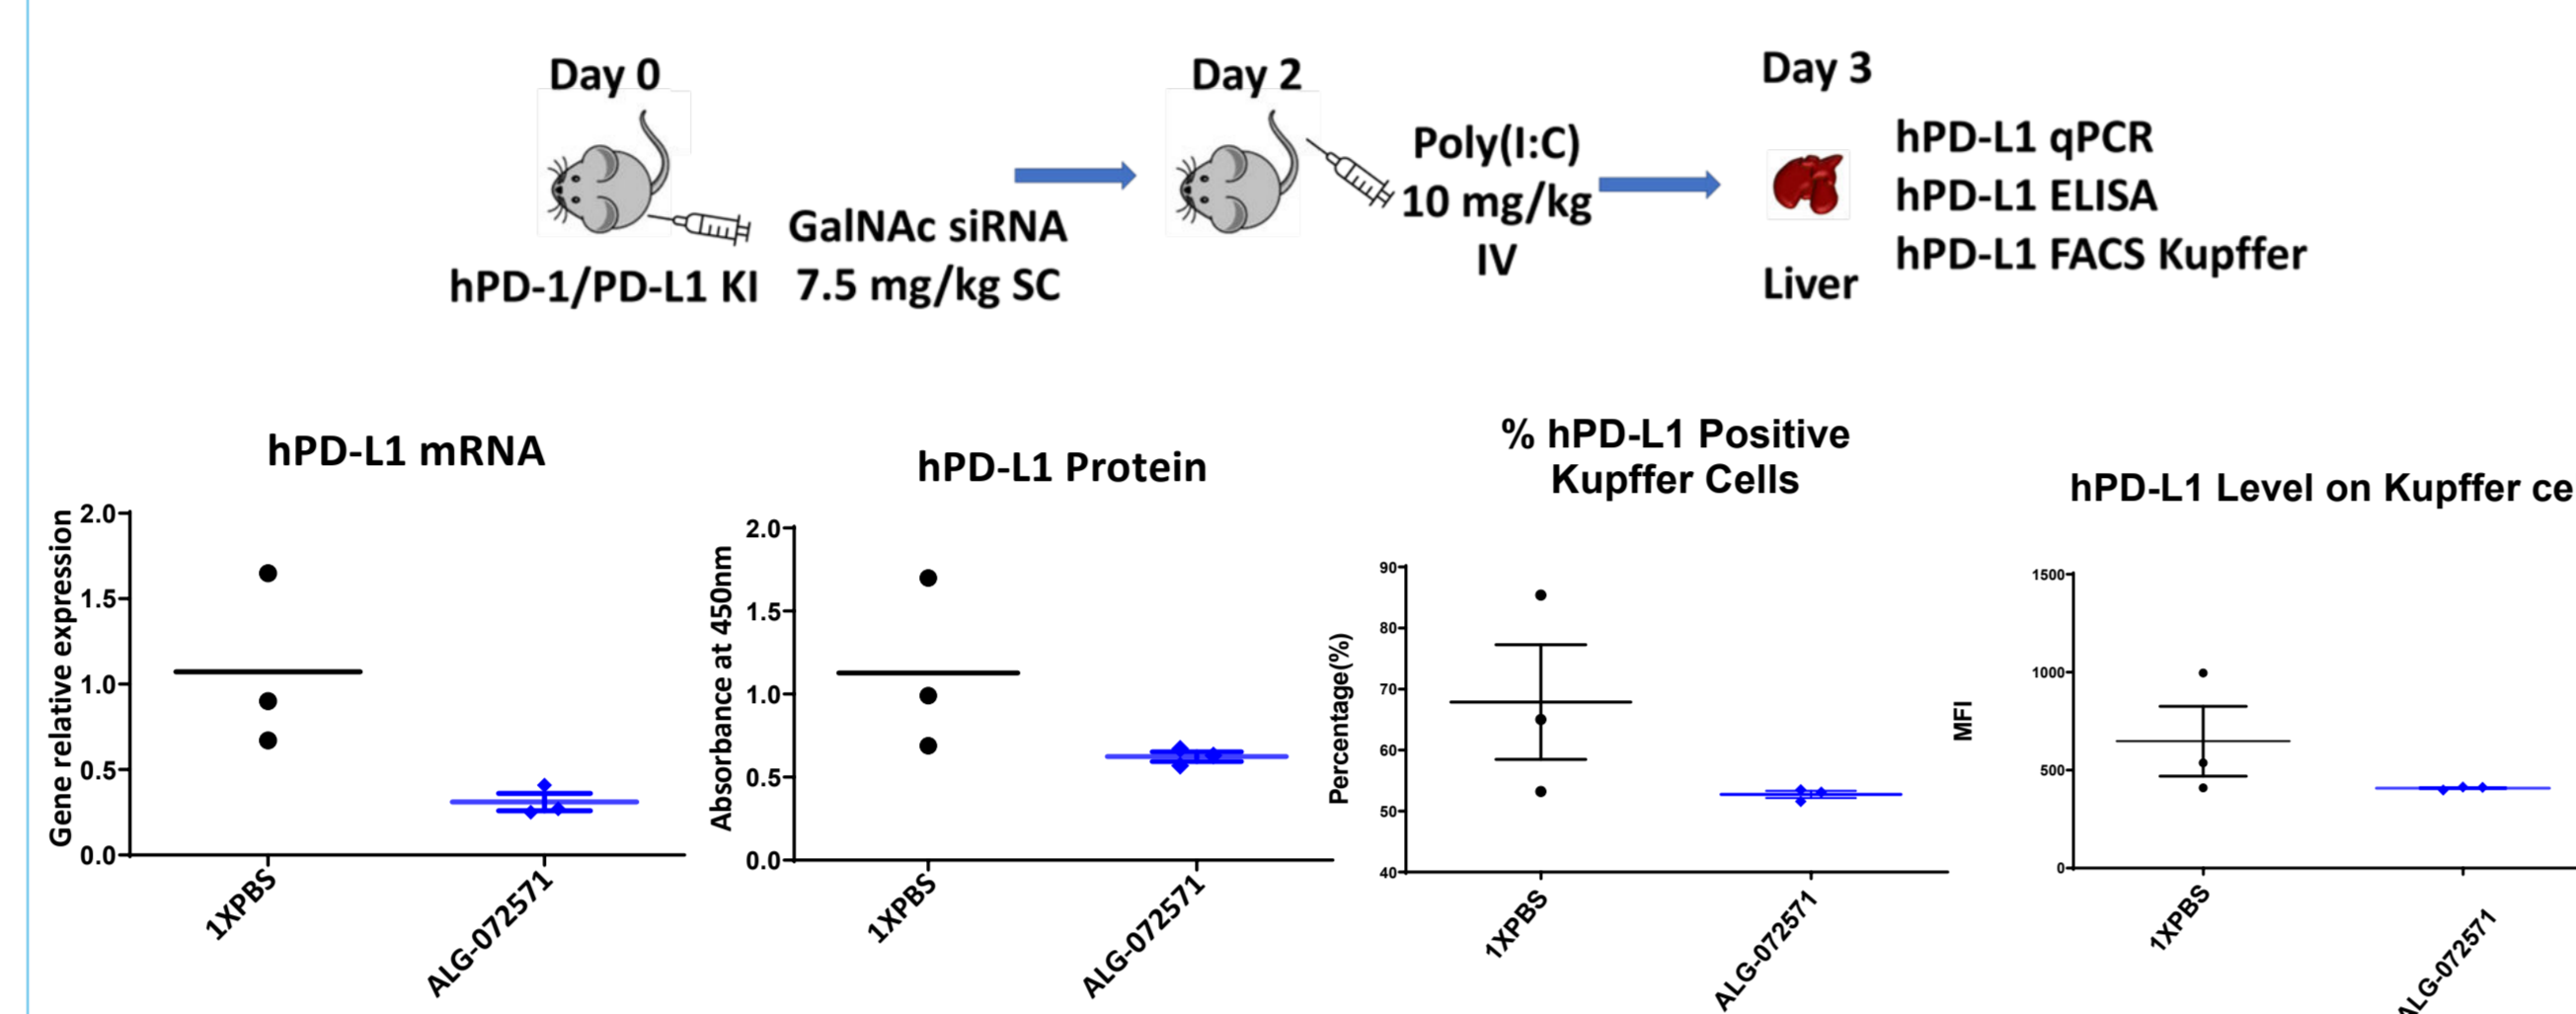 Day 0
Day 2
Day 3
hPD-1/PD-L1 KI
GalNAc siRNA
7.5 mg/kg SC
Poly(I:C)
10 mg/kg
IV
Liver
hPD-L1 qPCR
hPD-L1 ELISA
hPD-L1 FACS Kupffer
hPD-L1 mRNA
Gene relative expression
2.0
1.5
1.0
0.5
0.0
1XPBS
ALG-072571
hPD-L1 Protein
Absorbance at 450nm
2.0
1.5
1.0
0.5
0.0
1XPBS
ALG-072571
% hPD-L1 Positive
Kupffer Cells
Percentage(%)
90
80
70
60
50
40
1XPBS
ALG-072571
hPD-L1 Level on Kupffer ce
MFI
1500
1000
500
0
1XPBS
ALG-072571